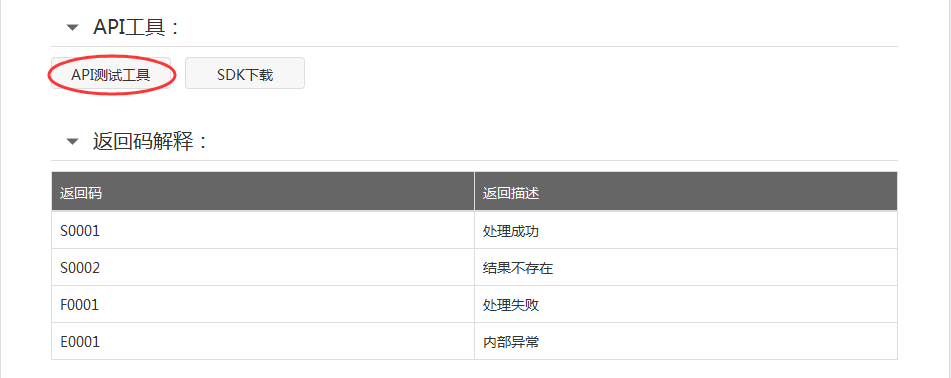 API工具：
API测试工具 SDK下载
返回码解释：
返回码 返回描述
S0001 处理成功
S0002 结果不存在
F0001 处理失败
E0001 内部异常